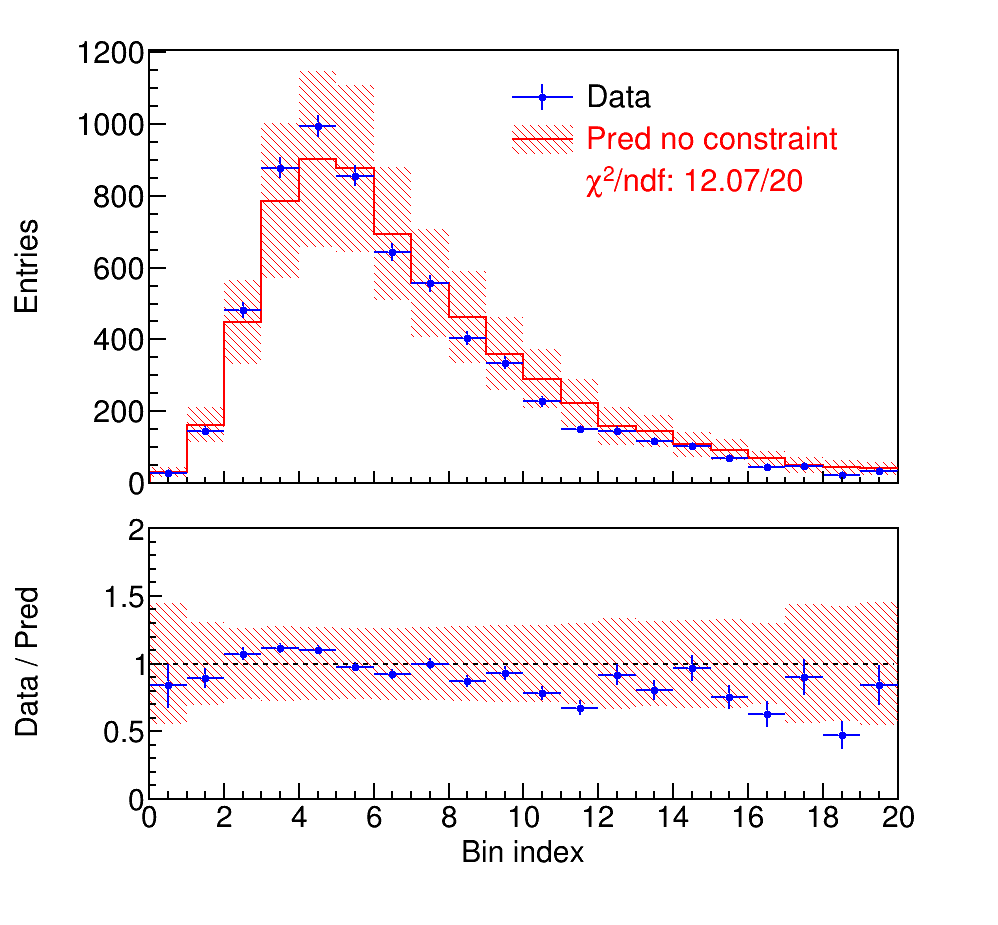 1200
1000
800
600
400
200
0
Entries
Data
Pred no constraint
χ²/ndf: 12.07/20
2
1.5
1
0.5
0
Data / Pred
0 2 4 6 8 10 12 14 16 18 20
Bin index